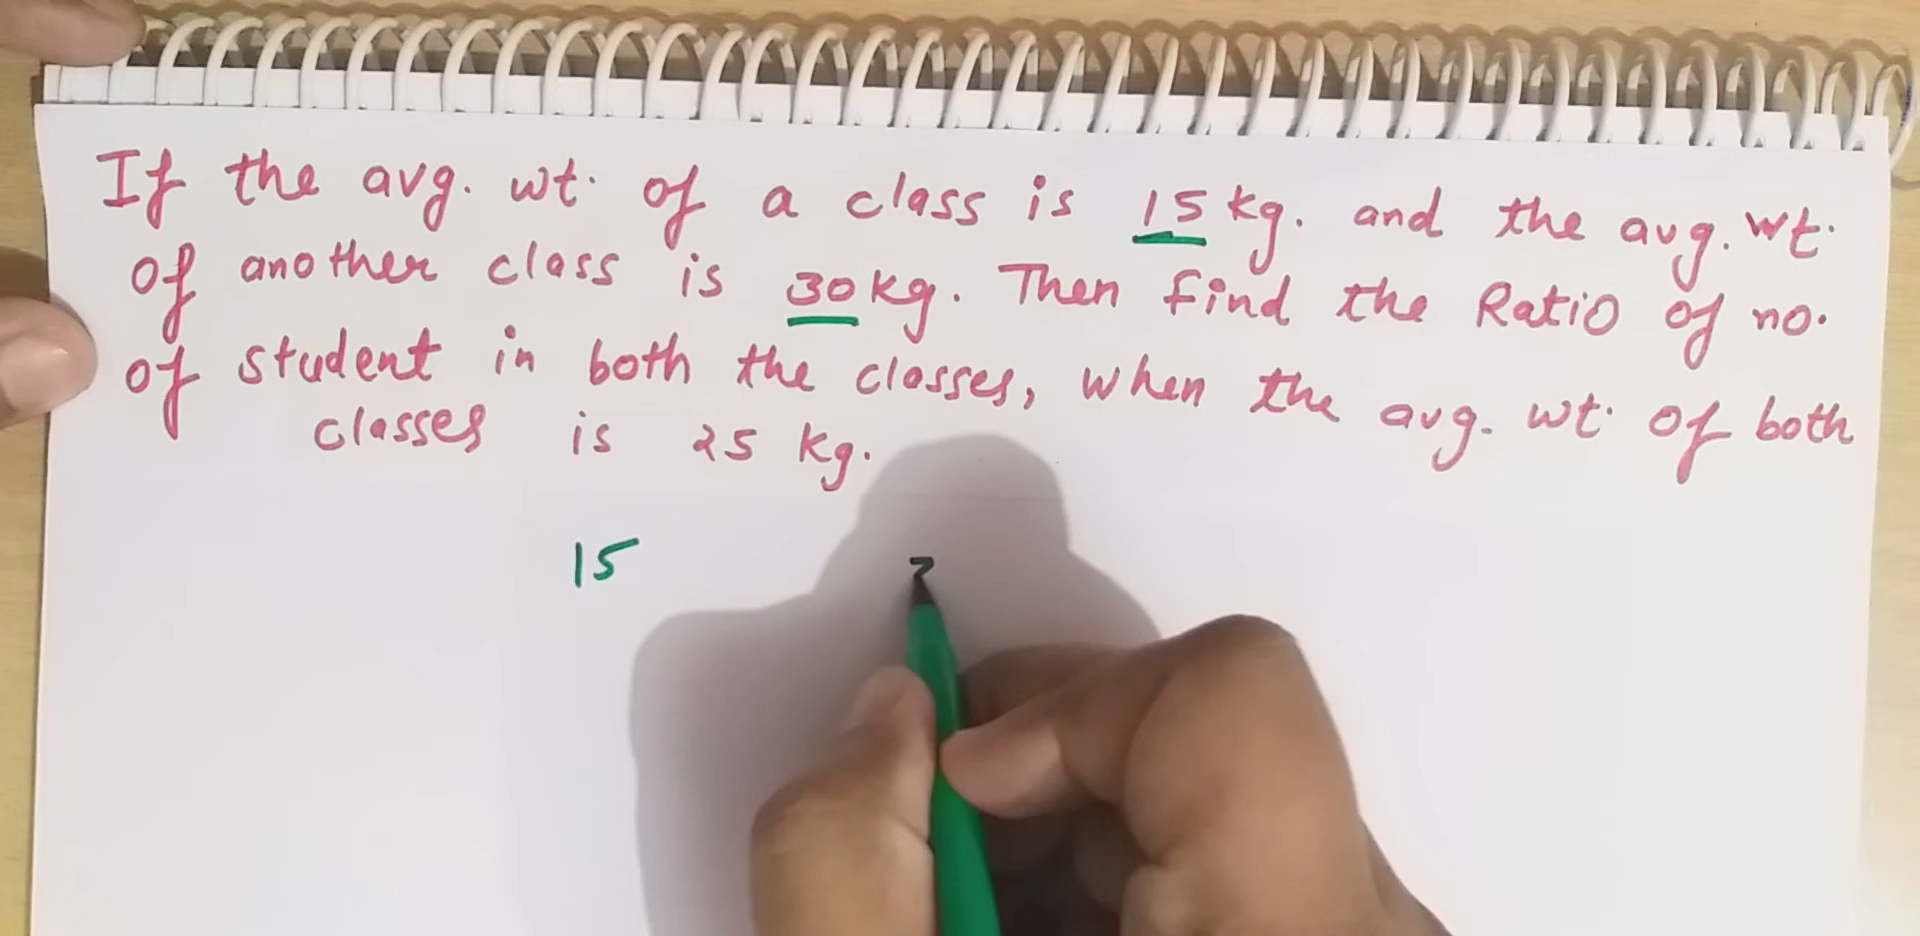 If the avg. wt. of a class is 15 kg. and the avg. wt.
of another class is 30 kg. Then find the Ratio of no.
of student in both the classes, when the avg. wt. of both
classes is 25 kg.
15